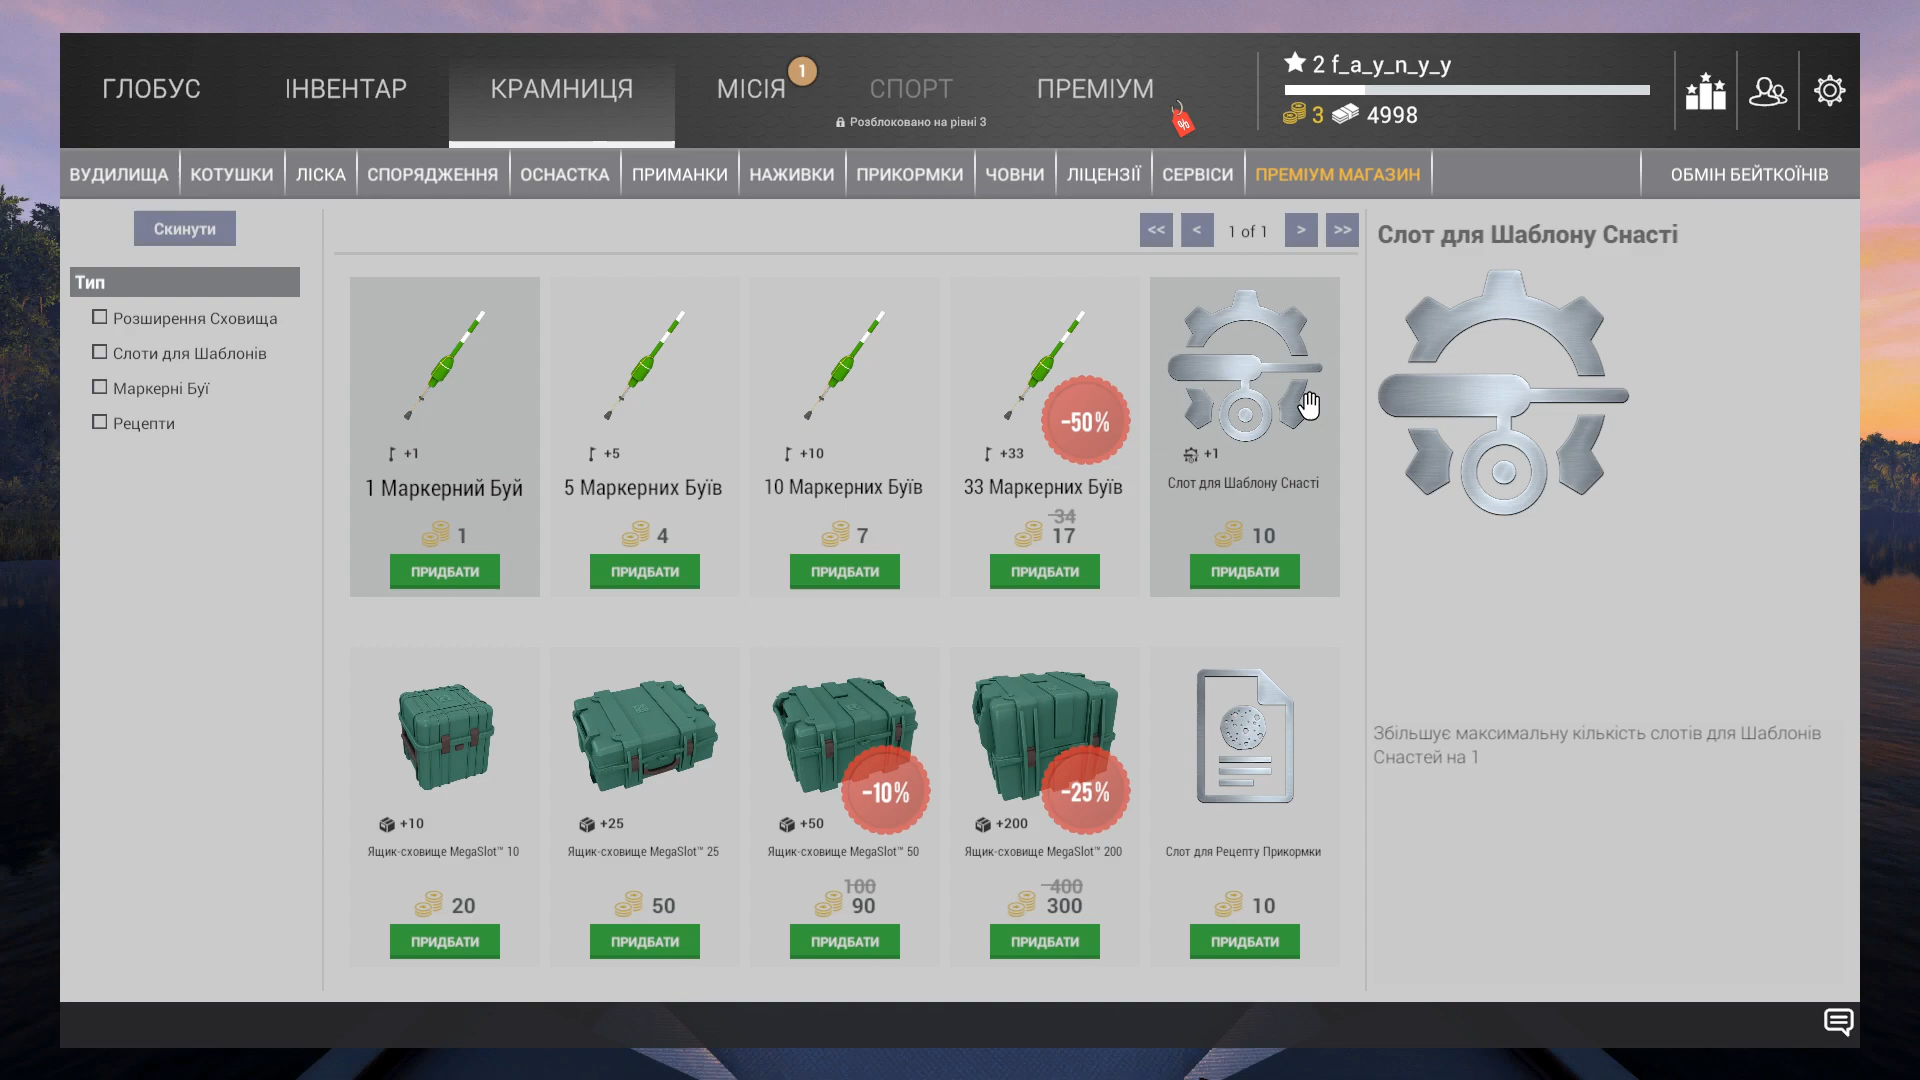 ГЛОБУС
ІНВЕНТАР
КРАМНИЦЯ
МІСІЯ
1
СПОРТ
Розблоковано на рівні 3
ПРЕМІУМ
%
2 f_a_y_n_y_y
3 4998
ВУДИЛИЩА
КОТУШКИ
ЛІСКА
СПОРЯДЖЕННЯ
ОСНАСТКА
ПРИМАНКИ
НАЖИВКИ
ПРИКОРМКИ
ЧОВНИ
ЛІЦЕНЗІЇ
СЕРВІСИ
ПРЕМІУМ МАГАЗИН
ОБМІН БЕЙТКОЇНІВ
Скинути
Тип
Розширення Сховища
Слоти для Шаблонів
Маркерні Буї
Рецепти
<< < 1 of 1 > >>
+1
1 Маркерний Буй
1
ПРИДБАТИ
+5
5 Маркерних Буїв
4
ПРИДБАТИ
+10
10 Маркерних Буїв
7
ПРИДБАТИ
-50%
+33
33 Маркерних Буїв
34
17
ПРИДБАТИ
+1
Слот для Шаблону Снасті
10
ПРИДБАТИ
+10
Ящик-сховище MegaSlot™ 10
20
ПРИДБАТИ
+25
Ящик-сховище MegaSlot™ 25
50
ПРИДБАТИ
-10%
+50
Ящик-сховище MegaSlot™ 50
100
90
ПРИДБАТИ
-25%
+200
Ящик-сховище MegaSlot™ 200
400
300
ПРИДБАТИ
Слот для Рецепту Прикормки
10
ПРИДБАТИ
Слот для Шаблону Снасті
Збільшує максимальну кількість слотів для Шаблонів
Снастей на 1